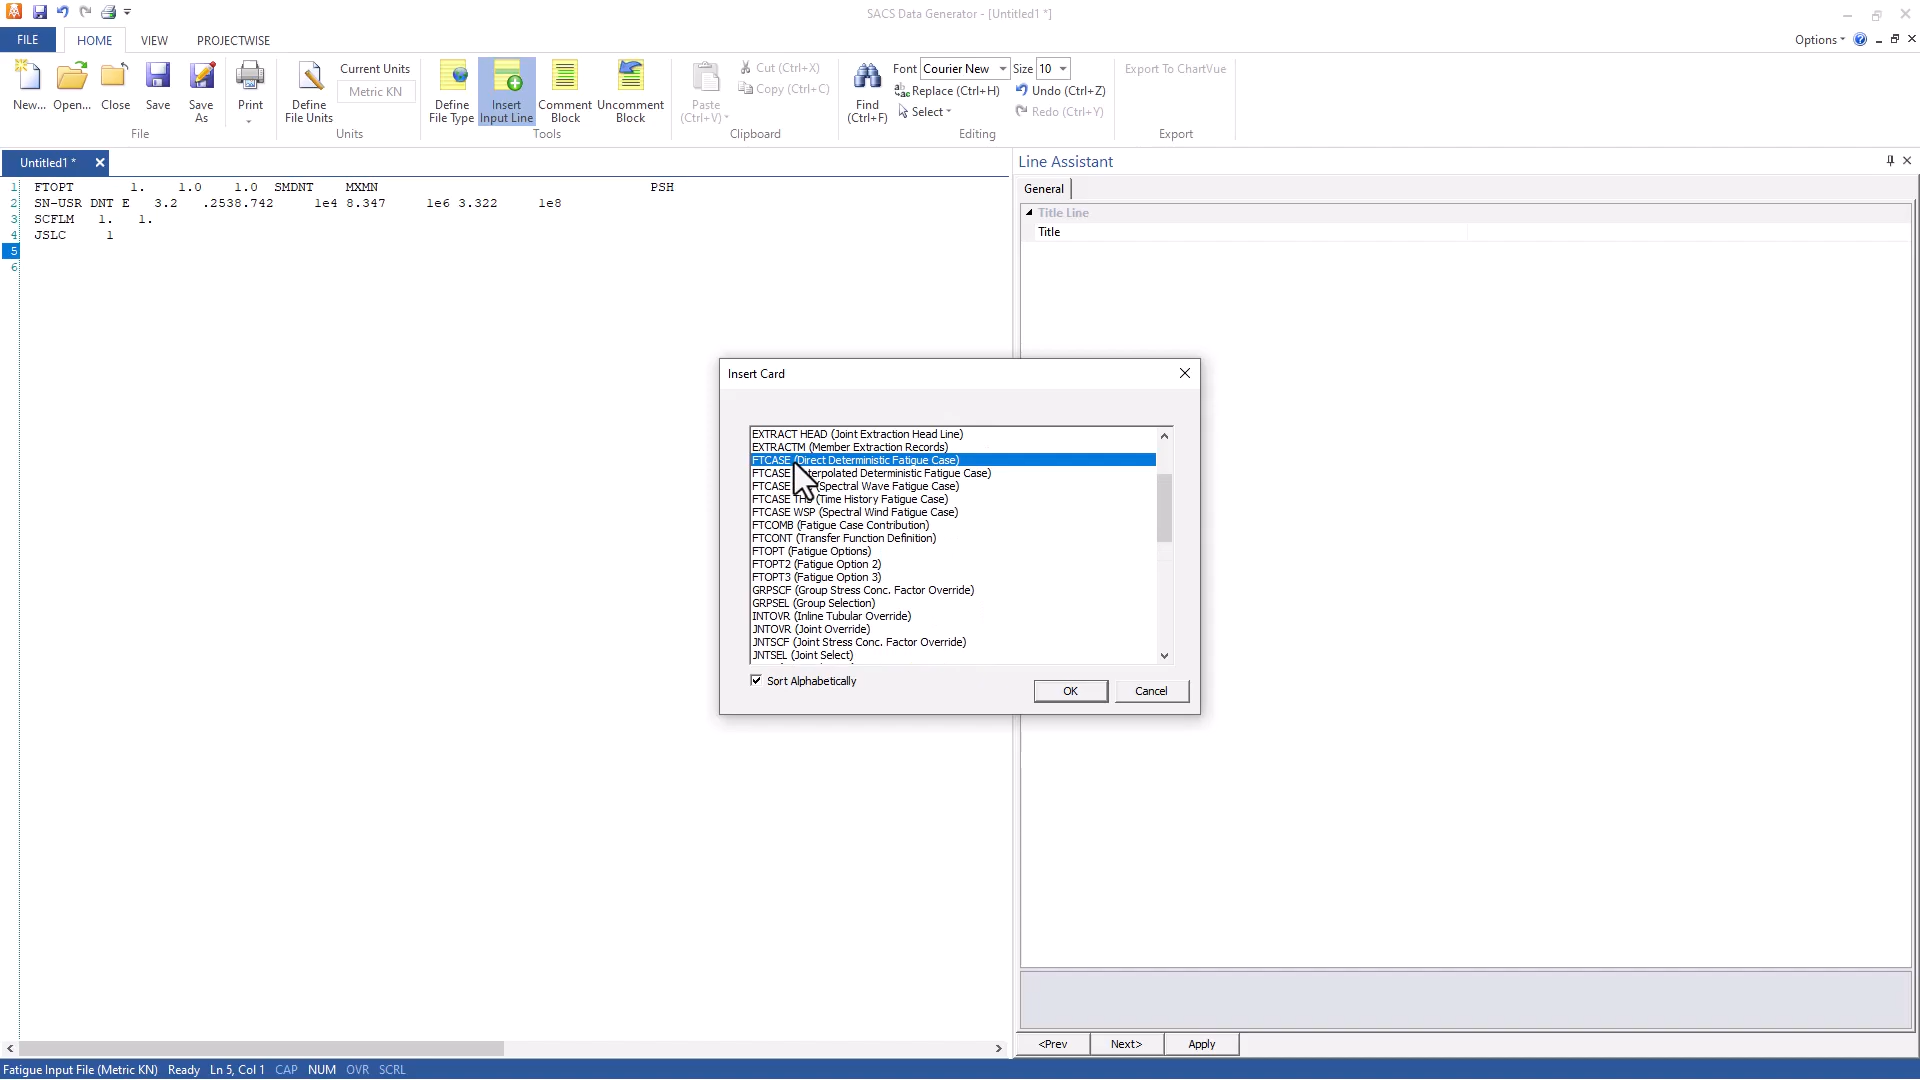 SACS Data Generator - [Untitled1 *]
FILE HOME VIEW PROJECTWISE Options
New... Open... Close Save Save As Print
File
Define File Units Current Units Metric KN
Units
Define File Type Insert Input Line Comment Block Uncomment Block
Tools
Paste (Ctrl+V) Cut (Ctrl+X) Copy (Ctrl+C)
Clipboard
Find (Ctrl+F) Font Courier New Size 10
Replace (Ctrl+H) Undo (Ctrl+Z)
Select Redo (Ctrl+Y)
Editing
Export To ChartVue
Export
Untitled1 *
1 FTOPT 1. 1.0 1.0 SMDNT MXMN PSH
2 SN-USR DNT E 3.2 .2538.742 1e4 8.347 1e6 3.322 1e8
3 SCFLM 1. 1.
4 JSLC 1
5
6
Line Assistant
General
Title Line
Title
Insert Card
EXTRACT HEAD (Joint Extraction Head Line)
EXTRACTM (Member Extraction Records)
FTCASE (Direct Deterministic Fatigue Case)
FTCASE terpolated Deterministic Fatigue Case)
FTCASE (Spectral Wave Fatigue Case)
FTCASE (Time History Fatigue Case)
FTCASE WSP (Spectral Wind Fatigue Case)
FTCOMB (Fatigue Case Contribution)
FTCONT (Transfer Function Definition)
FTOPT (Fatigue Options)
FTOPT2 (Fatigue Option 2)
FTOPT3 (Fatigue Option 3)
GRPSCF (Group Stress Conc. Factor Override)
GRPSEL (Group Selection)
INTOVR (Inline Tubular Override)
JNTOVR (Joint Override)
JNTSCF (Joint Stress Conc. Factor Override)
JNTSEL (Joint Select)
Sort Alphabetically
OK Cancel
<Prev Next> Apply
Fatigue Input File (Metric KN) Ready Ln 5, Col 1 CAP NUM OVR SCRL